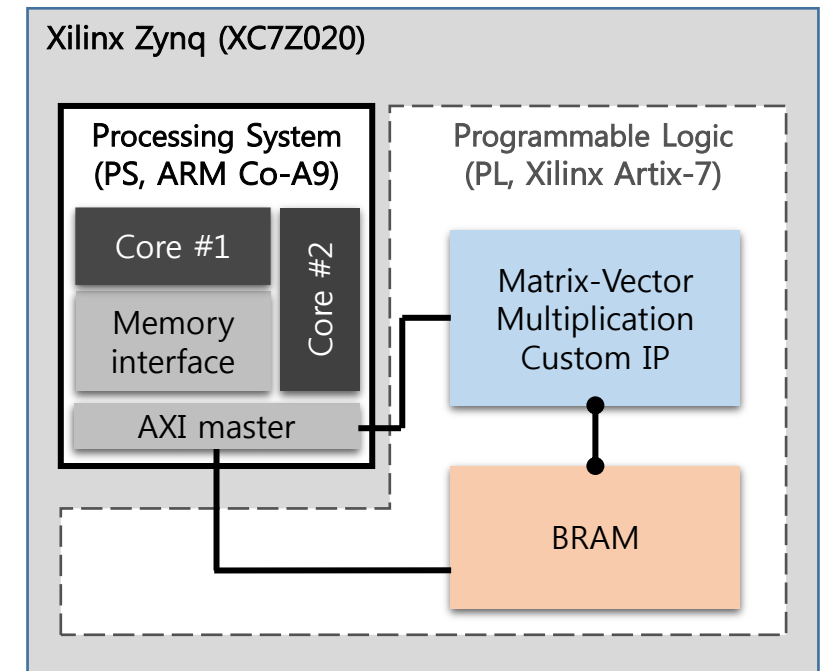 Xilinx Zynq (XC7Z020)
Processing System
(PS, ARM Co-A9)
Core #1
Core #2
Memory
interface
AXI master
Programmable Logic
(PL, Xilinx Artix-7)
Matrix-Vector
Multiplication
Custom IP
BRAM